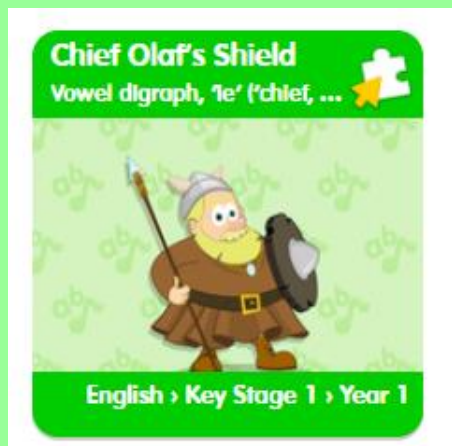 Chief Olaf's Shield
Vowel digraph, 'ie' ('chief, ...
English › Key Stage 1 › Year 1